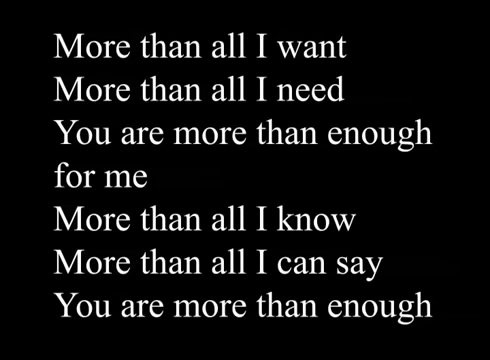 More than all I want
More than all I need
You are more than enough
for me
More than all I know
More than all I can say
You are more than enough